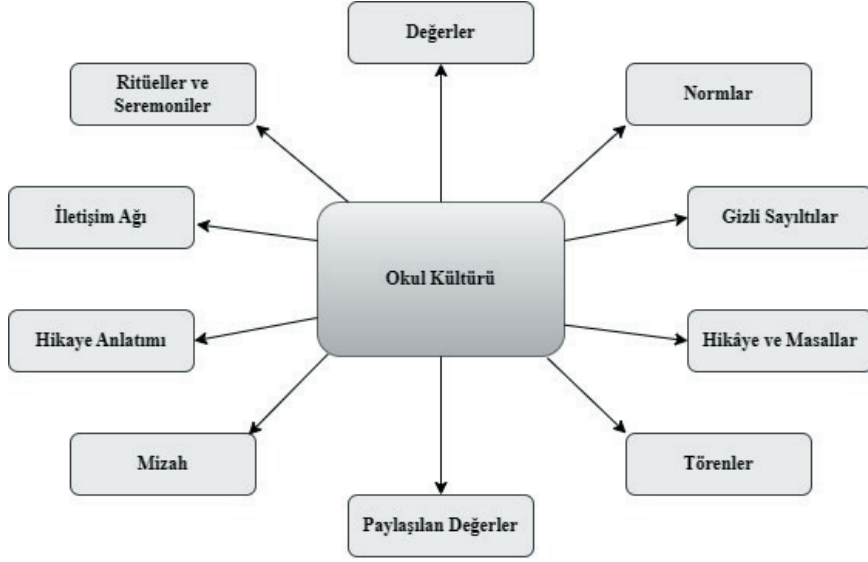 Değerler
Ritüeller ve
Seremoniler
Normlar
İletişim Ağı
Gizli Sayıltılar
Okul Kültürü
Hikaye Anlatımı
Hikâye ve Masallar
Mizah
Törenler
Paylaşılan Değerler